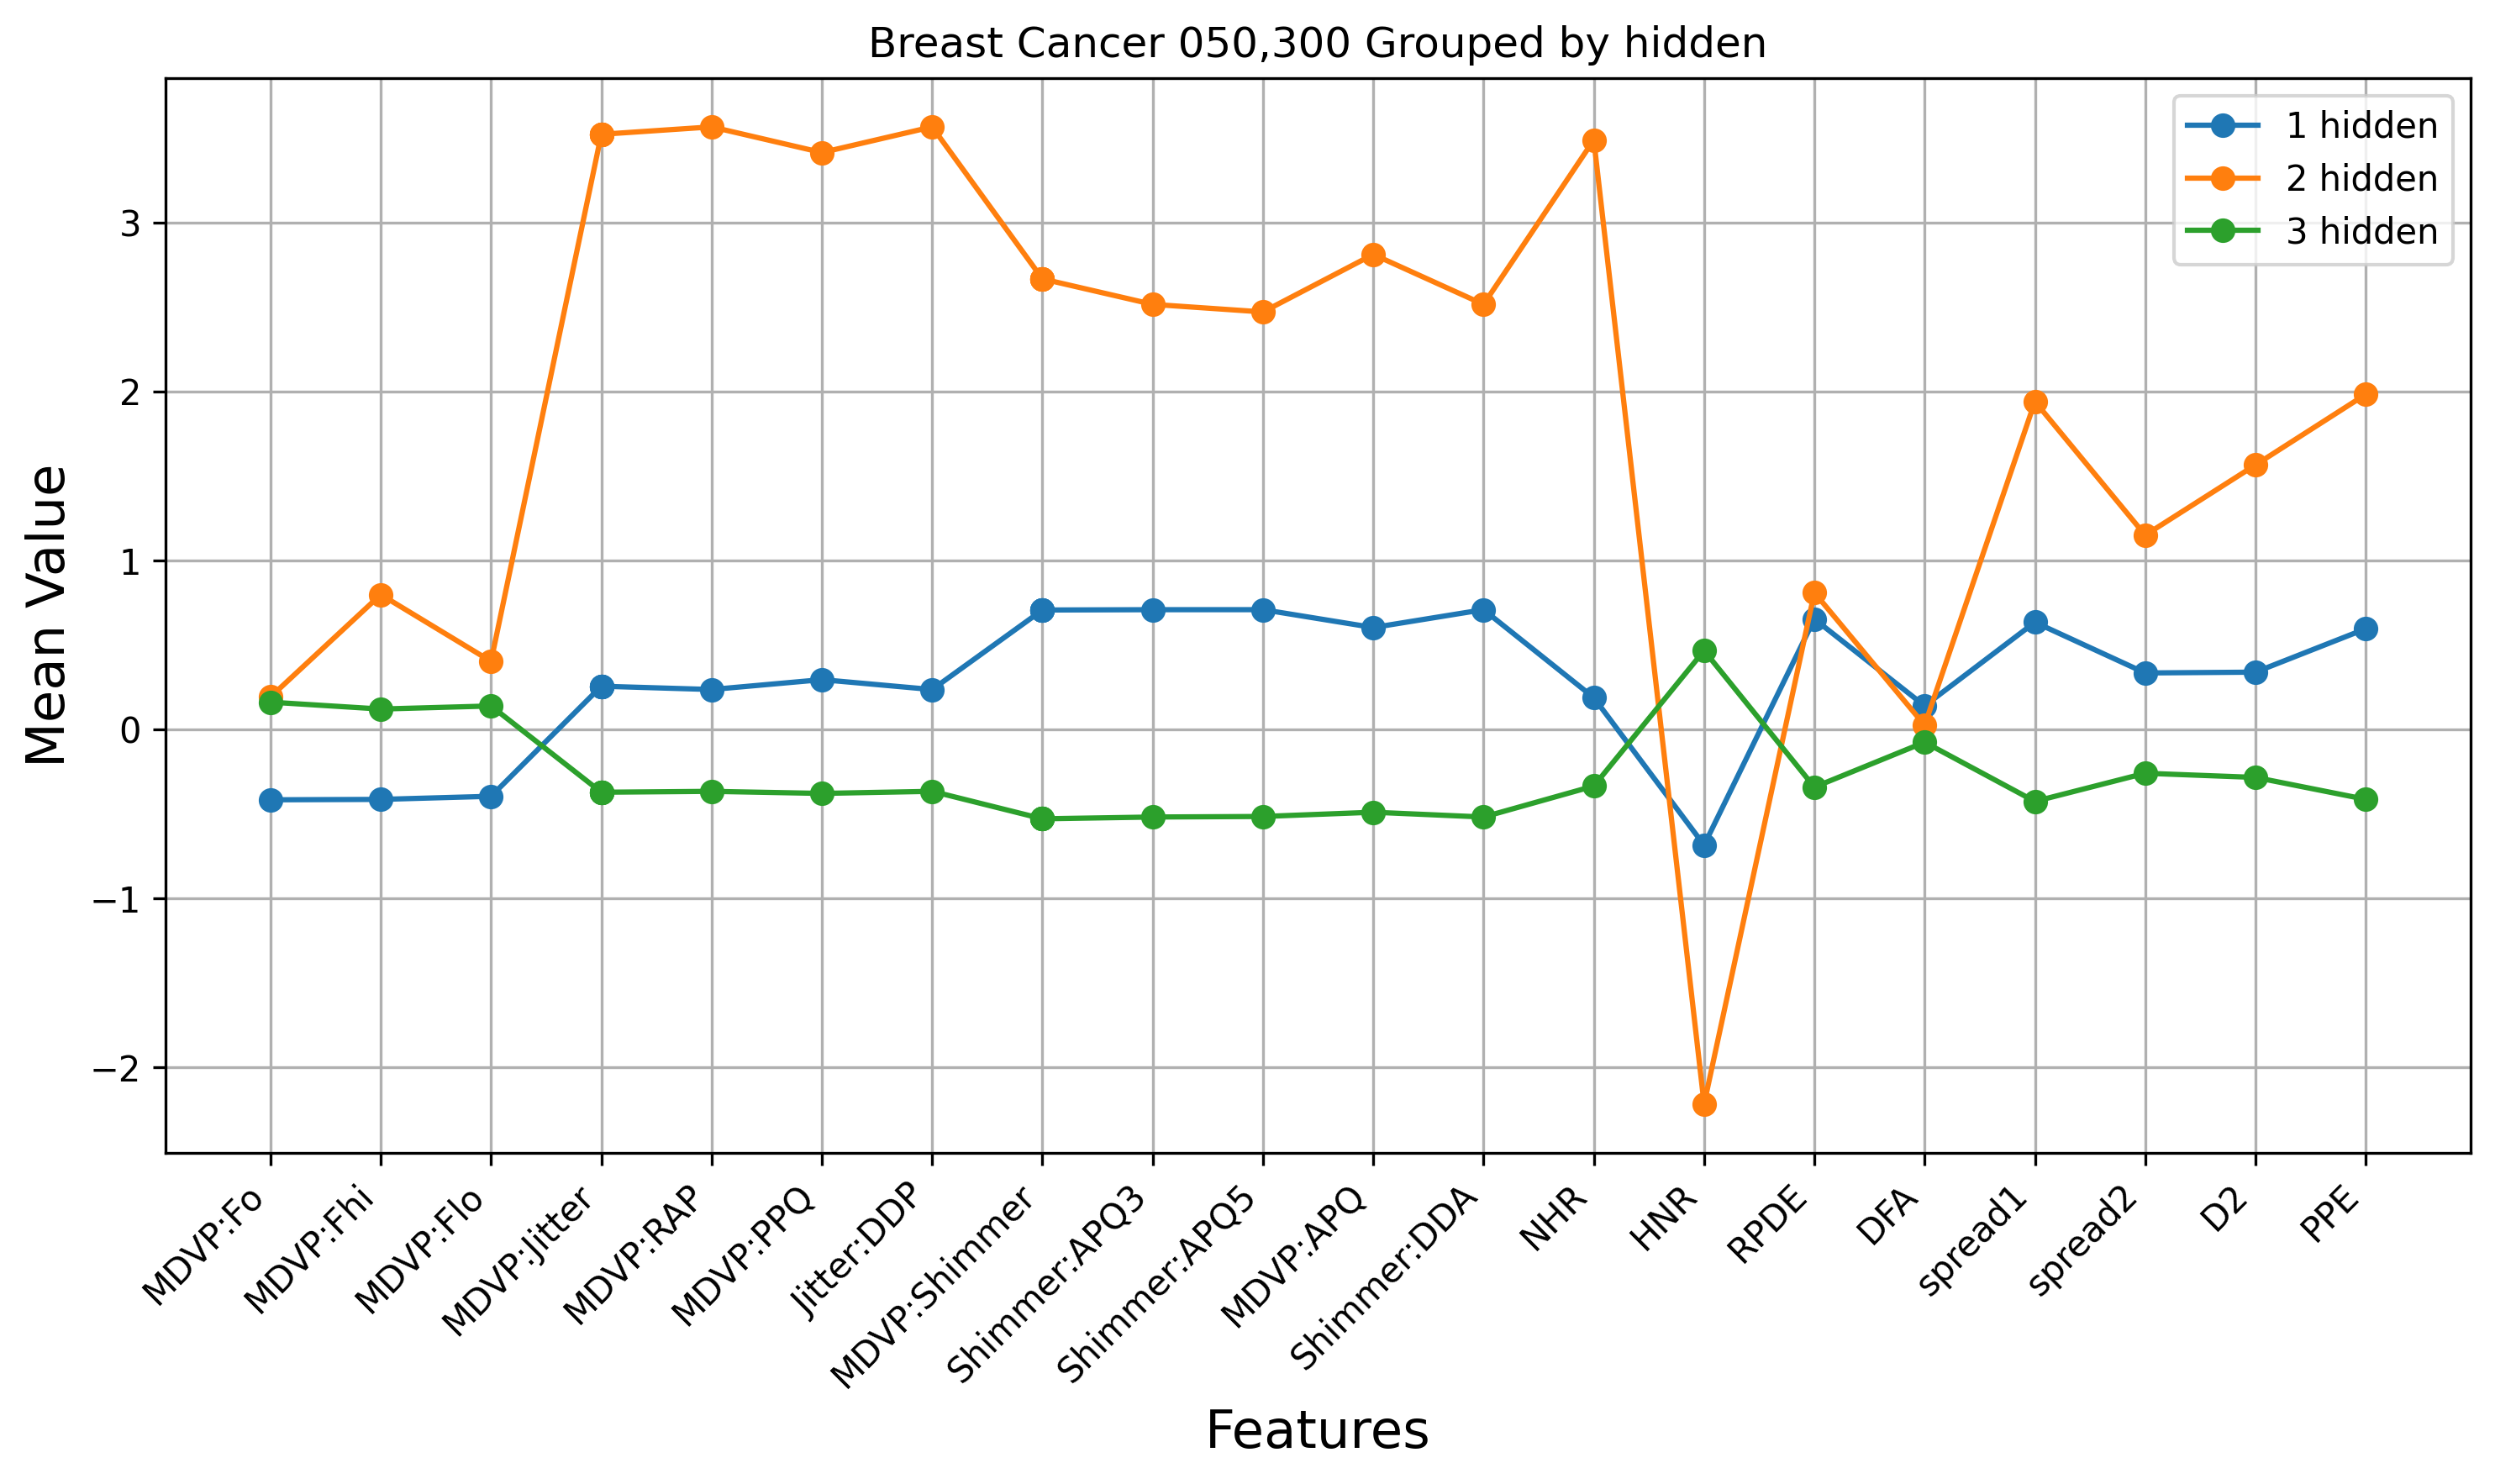 Breast Cancer 050,300 Grouped by hidden
1 hidden
2 hidden
3 hidden
Mean Value
3
2
1
0
−1
−2
MDVP:Fo
MDVP:Fhi
MDVP:Flo
MDVP:Jitter
MDVP:RAP
MDVP:PPQ
Jitter:DDP
MDVP:Shimmer
Shimmer:APQ3
Shimmer:APQ5
MDVP:APQ
Shimmer:DDA
NHR
HNR
RPDE
DFA
spread1
spread2
D2
PPE
Features